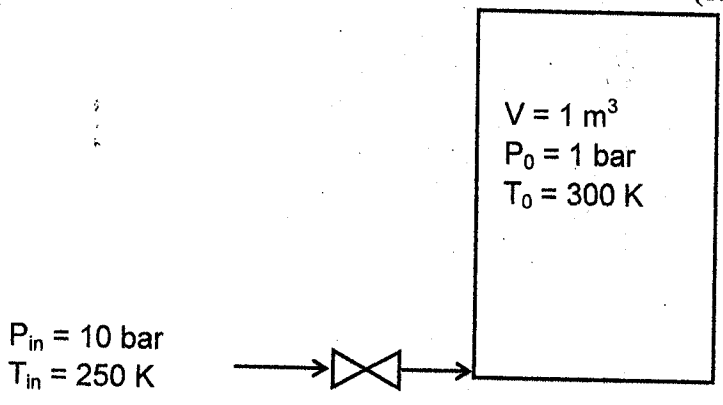 V = 1 m³
P₀ = 1 bar
T₀ = 300 K
Pᵢₙ = 10 bar
Tᵢₙ = 250 K